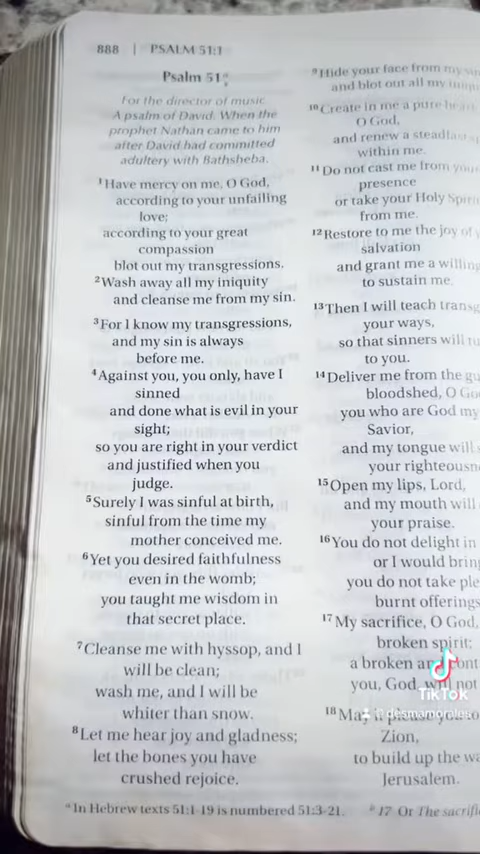 888 | PSALM 51:1
Psalm 51ᵃ
For the director of music.
A psalm of David. When the
prophet Nathan came to him
after David had committed
adultery with Bathsheba.
¹Have mercy on me, O God,
according to your unfailing
love;
according to your great
compassion
blot out my transgressions.
²Wash away all my iniquity
and cleanse me from my sin.
³For I know my transgressions,
and my sin is always
before me.
⁴Against you, you only, have I
sinned
and done what is evil in your
sight;
so you are right in your verdict
and justified when you
judge.
⁵Surely I was sinful at birth,
sinful from the time my
mother conceived me.
⁶Yet you desired faithfulness
even in the womb;
you taught me wisdom in
that secret place.
⁷Cleanse me with hyssop, and I
will be clean;
wash me, and I will be
whiter than snow.
⁸Let me hear joy and gladness;
let the bones you have
crushed rejoice.
⁹Hide your face from my
and blot out all my
¹⁰Create in me a pure
O God,
and renew a steadfast
within me.
¹¹Do not cast me from
presence
or take your Holy
from me.
¹²Restore to me the joy of
salvation
and grant me a willing
to sustain me.
¹³Then I will teach
your ways,
so that sinners will
to you.
¹⁴Deliver me from the
bloodshed, O
you who are God my
Savior,
and my tongue will
your
¹⁵Open my lips, Lord,
and my mouth will
your praise.
¹⁶You do not delight in
or I would
you do not take
burnt offerings
¹⁷My sacrifice, O God,
broken spirit;
a broken
you, God, will not
¹⁸May
Zion,
to build up the
Jerusalem.
ᵃ In Hebrew texts 51:1-19 is numbered 51:3-21. ᵇ 17 Or The
TikTok